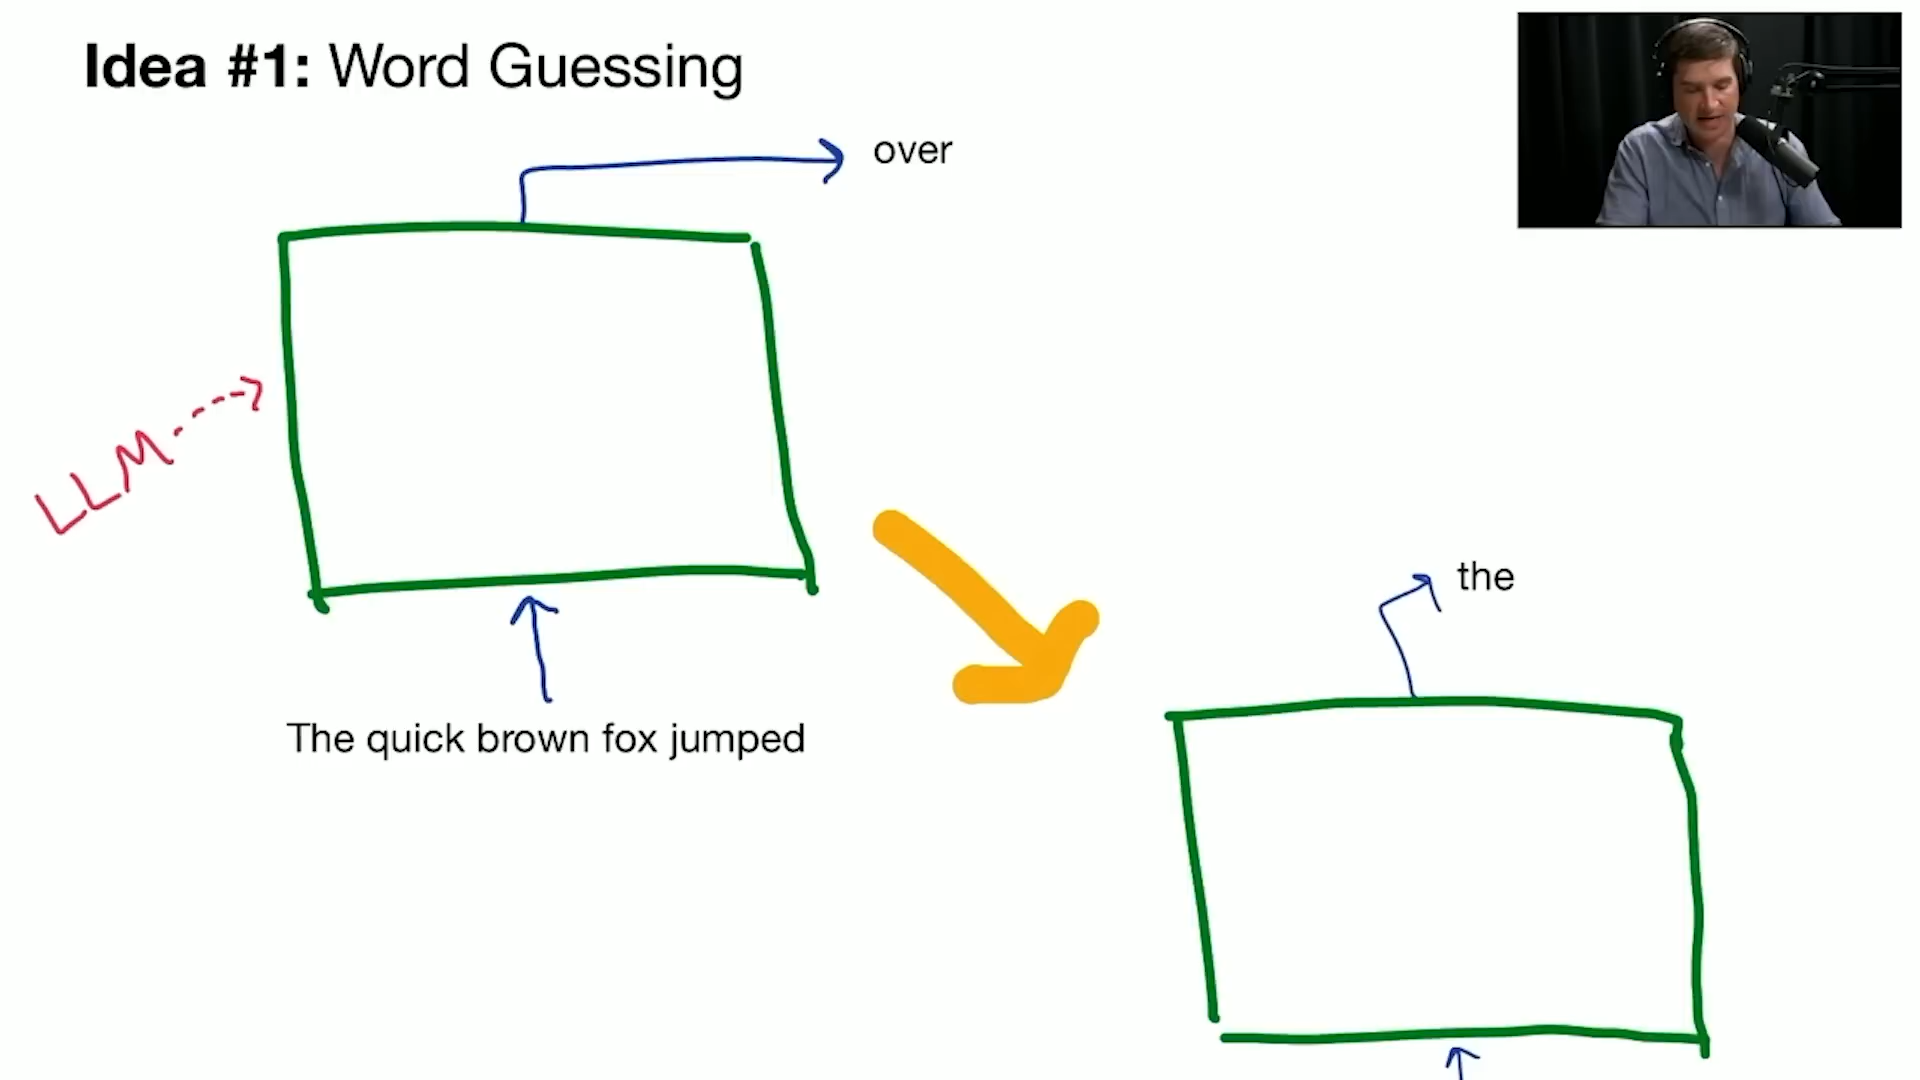 Idea #1: Word Guessing
over
LLM
The quick brown fox jumped
the